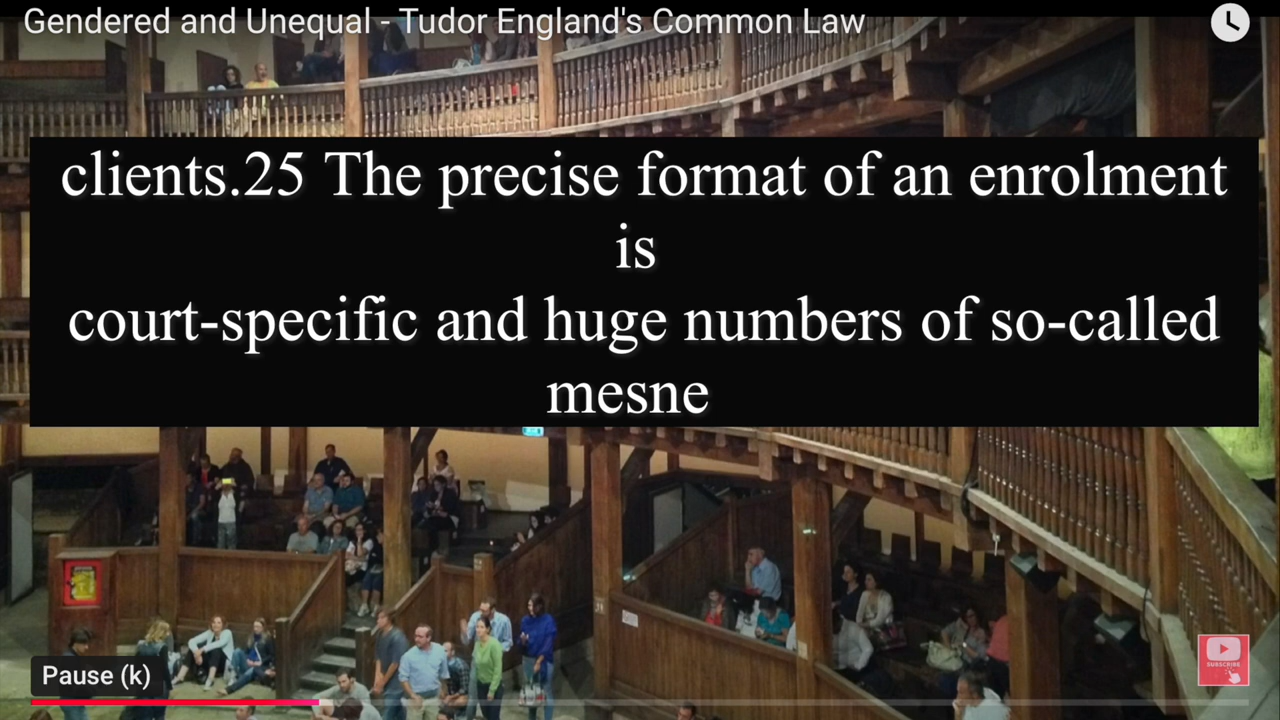 Gendered and Unequal - Tudor England's Common Law
clients.25 The precise format of an enrolment
is
court-specific and huge numbers of so-called
mesne
Pause (k)
SUBSCRIBE